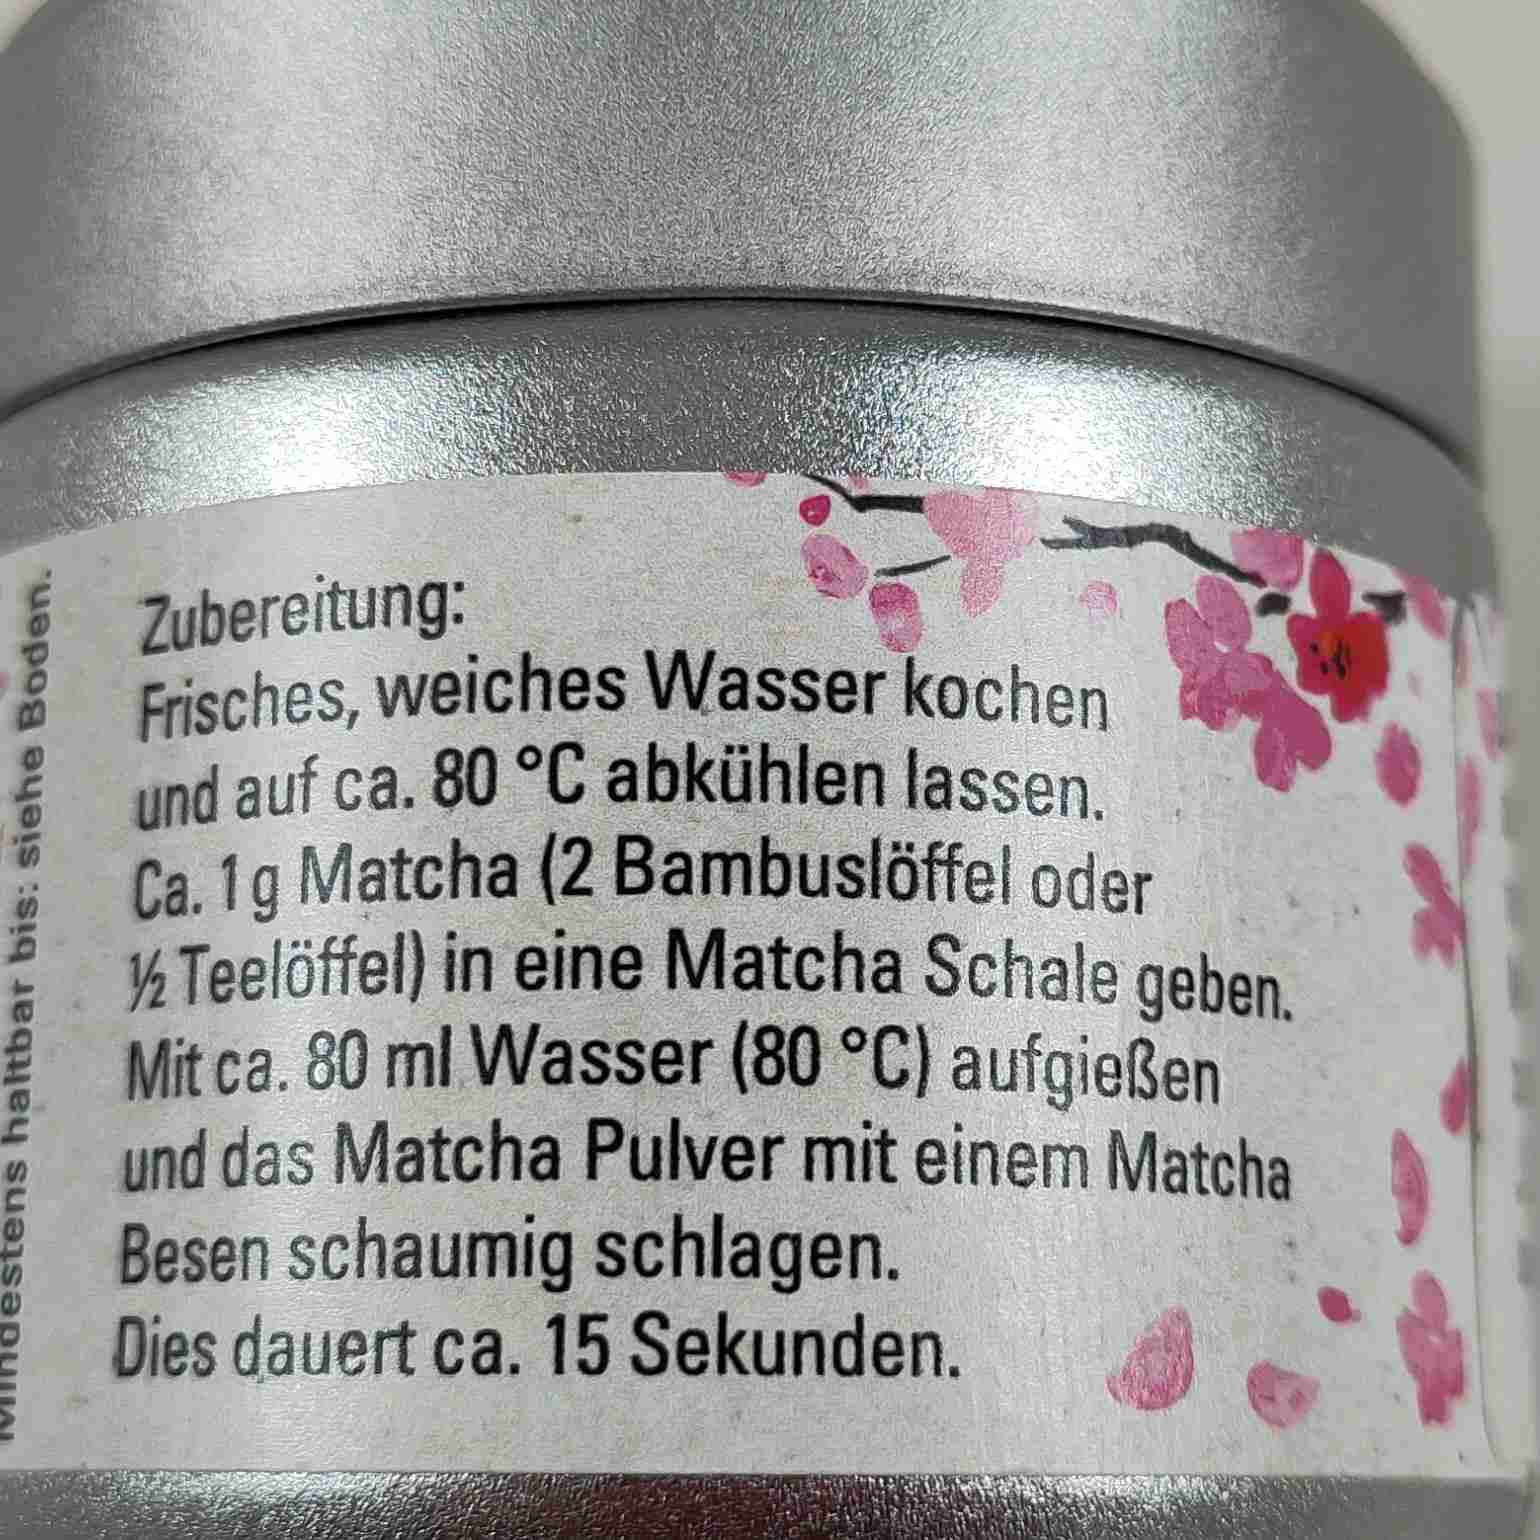 Mindestens haltbar bis: siehe Boden.
Zubereitung:
Frisches, weiches Wasser kochen
und auf ca. 80 °C abkühlen lassen.
Ca. 1 g Matcha (2 Bambuslöffel oder
½ Teelöffel) in eine Matcha Schale geben.
Mit ca. 80 ml Wasser (80 °C) aufgießen
und das Matcha Pulver mit einem Matcha
Besen schaumig schlagen.
Dies dauert ca. 15 Sekunden.